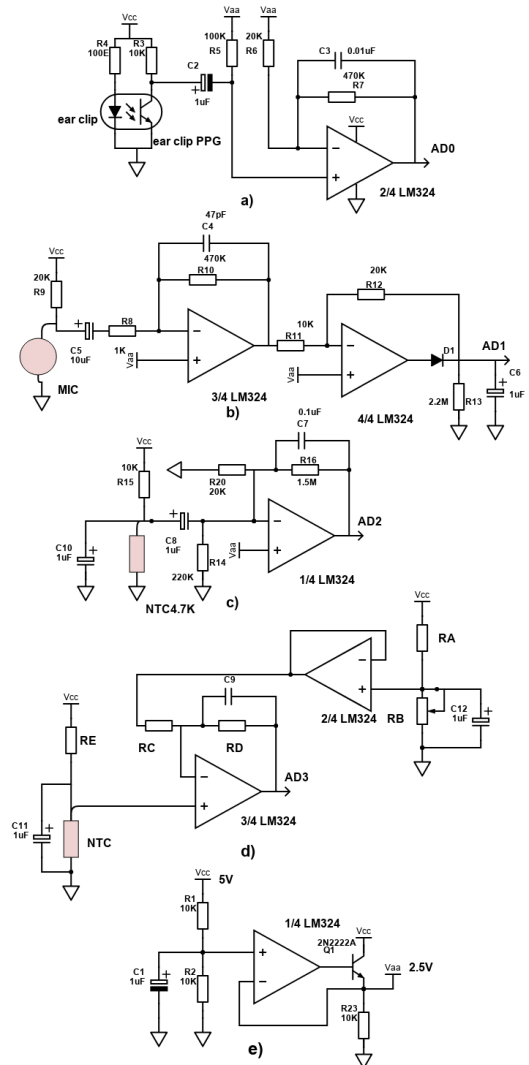 Vcc
R4
100E
R3
10K
C2
1uF
ear clip
ear clip PPG
Vaa
100K
R5
Vaa
20K
R6
C3
0.01uF
470K
R7
Vcc
AD0
2/4 LM324
a)
Vcc
20K
R9
C5
10uF
MIC
R8
1K
47pF
C4
470K
R10
Vaa
3/4 LM324
R11
10K
20K
R12
Vaa
4/4 LM324
D1
AD1
2.2M
R13
C6
1uF
b)
Vcc
10K
R15
C10
1uF
NTC4.7K
C8
1uF
R20
20K
R14
220K
0.1uF
C7
R16
1.5M
Vaa
AD2
1/4 LM324
c)
Vcc
RE
C11
1uF
NTC
RC
C9
RD
AD3
3/4 LM324
2/4 LM324
Vcc
RA
RB
C12
1uF
d)
Vcc
5V
R1
10K
C1
1uF
R2
10K
1/4 LM324
2N2222A
Q1
Vcc
Vaa
2.5V
R23
10K
e)